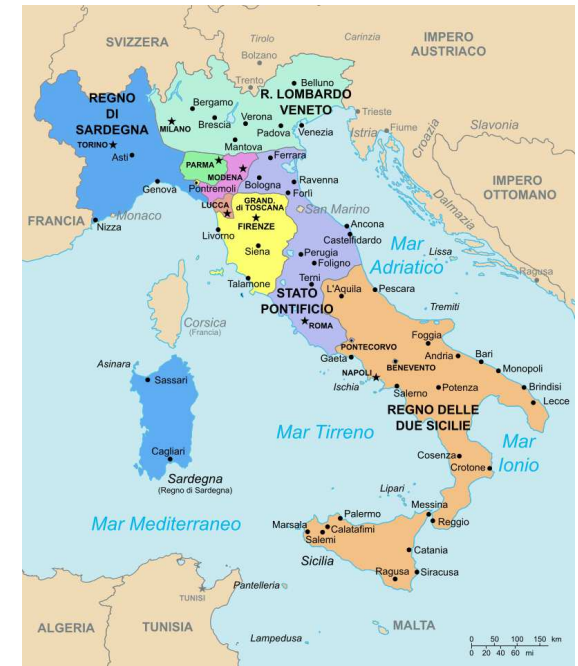 SVIZZERA
Tirolo
Bolzano
Carinzia
IMPERO
AUSTRIACO
Trento
Belluno
REGNO
DI
SARDEGNA
R. LOMBARDO
VENETO
Bergamo
Brescia
Verona
MILANO
Padova
Venezia
Mantova
Trieste
Istria
Fiume
Croazia
Slavonia
TORINO
Asti
PARMA
MODENA
Ferrara
Genova
Pontremoli
Bologna
Ravenna
Forlì
IMPERO
OTTOMANO
Dalmazia
FRANCIA
Monaco
Nizza
LUCCA
GRAND.
di TOSCANA
FIRENZE
San Marino
Livorno
Siena
Ancona
Castelfidardo
Mar
Adriatico
Lissa
Ragusa
Perugia
Foligno
Talamone
Terni
STATO
PONTIFICIO
ROMA
L'Aquila
Pescara
Tremiti
Corsica
(Francia)
Asinara
Sassari
PONTECORVO
Gaeta
Foggia
Andria
Bari
Monopoli
NAPOLI
BENEVENTO
Ischia
Salerno
Potenza
Brindisi
Lecce
REGNO DELLE
DUE SICILIE
Mar Tirreno
Mar
Ionio
Cagliari
Sardegna
(Regno di Sardegna)
Cosenza
Crotone
Lipari
Mar Mediterraneo
Messina
Reggio
Marsala
Palermo
Calatafimi
Salemi
Catania
Sicilia
Ragusa
Siracusa
TUNISI
Pantelleria
ALGERIA
TUNISIA
Lampedusa
MALTA
0 50 100 150 km
0 20 40 60 mi